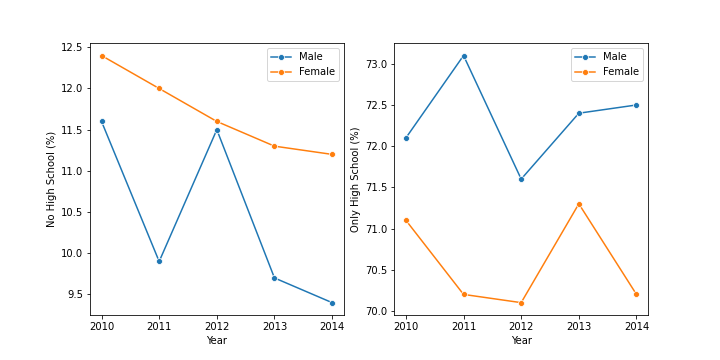 No High School (%)
12.5
12.0
11.5
11.0
10.5
10.0
9.5
2010 2011 2012 2013 2014
Year
Male
Female
Only High School (%)
73.0
72.5
72.0
71.5
71.0
70.5
70.0
2010 2011 2012 2013 2014
Year
Male
Female